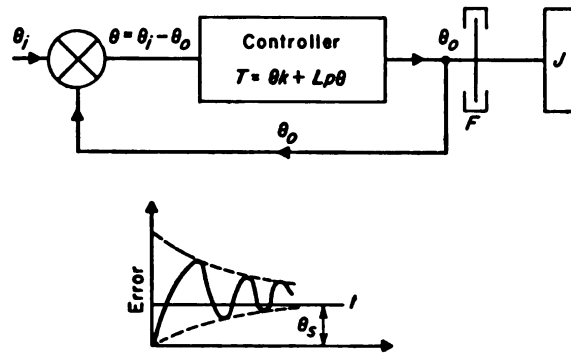 θi
θ = θi – θo
Controller
T = θk + Lpθ
θo
F
J
θo
Error
t
θs